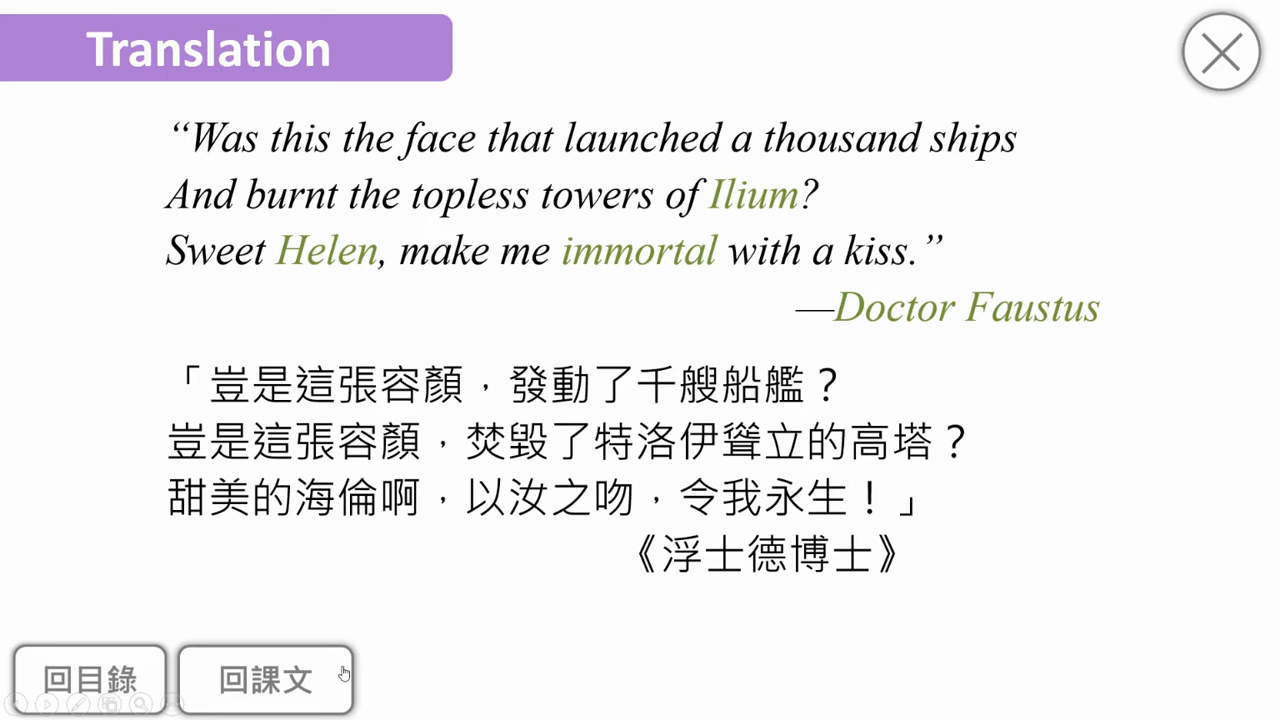 Translation
“Was this the face that launched a thousand ships
And burnt the topless towers of Ilium?
Sweet Helen, make me immortal with a kiss.”
—Doctor Faustus
「豈是這張容顏，發動了千艘船艦？
豈是這張容顏，焚毀了特洛伊聳立的高塔？
甜美的海倫啊，以汝之吻，令我永生！」
《浮士德博士》
回目錄
回課文